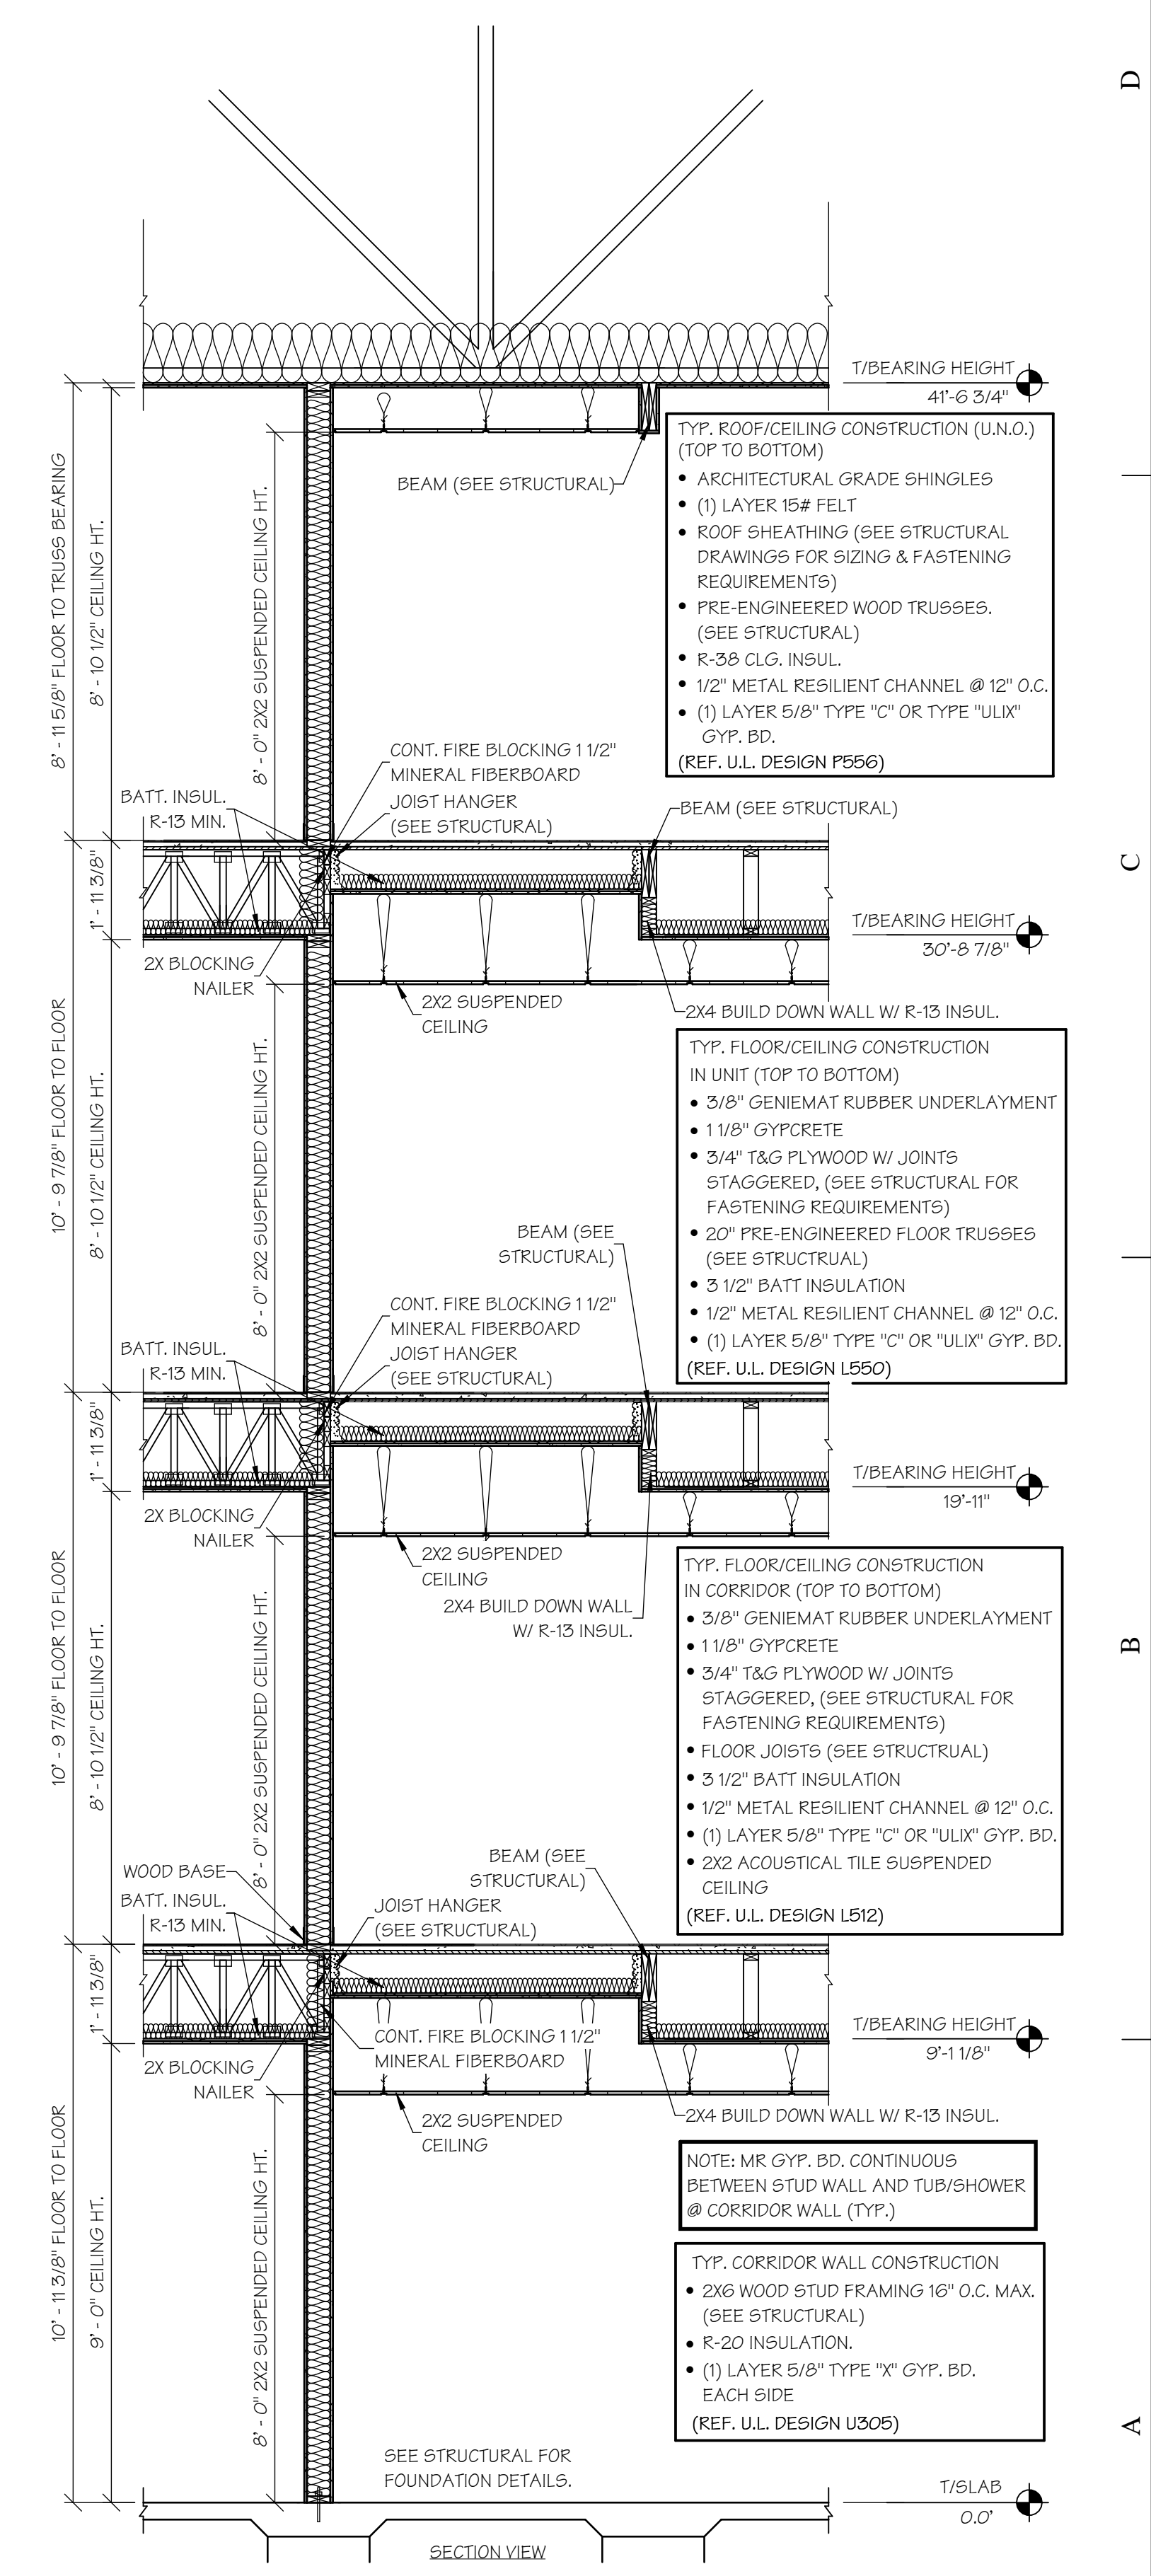 D
T/BEARING HEIGHT
41'-6 3/4"
TYP. ROOF/CEILING CONSTRUCTION (U.N.O.)
(TOP TO BOTTOM)
• ARCHITECTURAL GRADE SHINGLES
• (1) LAYER 15# FELT
• ROOF SHEATHING (SEE STRUCTURAL
DRAWINGS FOR SIZING & FASTENING
REQUIREMENTS)
• PRE-ENGINEERED WOOD TRUSSES.
(SEE STRUCTURAL)
• R-38 CLG. INSUL.
• 1/2" METAL RESILIENT CHANNEL @ 12" O.C.
• (1) LAYER 5/8" TYPE "C" OR TYPE "ULIX"
GYP. BD.
(REF. U.L. DESIGN P556)
BEAM (SEE STRUCTURAL)
8' - 11 5/8" FLOOR TO TRUSS BEARING
8' - 10 1/2" CEILING HT.
8' - 0" 2X2 SUSPENDED CEILING HT.
CONT. FIRE BLOCKING 1 1/2"
MINERAL FIBERBOARD
JOIST HANGER
(SEE STRUCTURAL)
BATT. INSUL.
R-13 MIN.
BEAM (SEE STRUCTURAL)
C
1' - 11 3/8"
T/BEARING HEIGHT
30'-8 7/8"
2X BLOCKING
NAILER
2X2 SUSPENDED
CEILING
2X4 BUILD DOWN WALL W/ R-13 INSUL.
TYP. FLOOR/CEILING CONSTRUCTION
IN UNIT (TOP TO BOTTOM)
• 3/8" GENIEMAT RUBBER UNDERLAYMENT
• 1 1/8" GYPCRETE
• 3/4" T&G PLYWOOD W/ JOINTS
STAGGERED, (SEE STRUCTURAL FOR
FASTENING REQUIREMENTS)
• 20" PRE-ENGINEERED FLOOR TRUSSES
(SEE STRUCTRUAL)
• 3 1/2" BATT INSULATION
• 1/2" METAL RESILIENT CHANNEL @ 12" O.C.
• (1) LAYER 5/8" TYPE "C" OR "ULIX" GYP. BD.
(REF. U.L. DESIGN L550)
10' - 9 7/8" FLOOR TO FLOOR
8' - 10 1/2" CEILING HT.
8' - 0" 2X2 SUSPENDED CEILING HT.
BEAM (SEE
STRUCTURAL)
CONT. FIRE BLOCKING 1 1/2"
MINERAL FIBERBOARD
JOIST HANGER
(SEE STRUCTURAL)
BATT. INSUL.
R-13 MIN.
1' - 11 3/8"
T/BEARING HEIGHT
19'-11"
2X BLOCKING
NAILER
2X2 SUSPENDED
CEILING
2X4 BUILD DOWN WALL
W/ R-13 INSUL.
TYP. FLOOR/CEILING CONSTRUCTION
IN CORRIDOR (TOP TO BOTTOM)
• 3/8" GENIEMAT RUBBER UNDERLAYMENT
• 1 1/8" GYPCRETE
• 3/4" T&G PLYWOOD W/ JOINTS
STAGGERED, (SEE STRUCTURAL FOR
FASTENING REQUIREMENTS)
• FLOOR JOISTS (SEE STRUCTRUAL)
• 3 1/2" BATT INSULATION
• 1/2" METAL RESILIENT CHANNEL @ 12" O.C.
• (1) LAYER 5/8" TYPE "C" OR "ULIX" GYP. BD.
• 2X2 ACOUSTICAL TILE SUSPENDED
CEILING
(REF. U.L. DESIGN L512)
B
10' - 9 7/8" FLOOR TO FLOOR
8' - 10 1/2" CEILING HT.
8' - 0" 2X2 SUSPENDED CEILING HT.
BEAM (SEE
STRUCTURAL)
WOOD BASE
BATT. INSUL.
R-13 MIN.
JOIST HANGER
(SEE STRUCTURAL)
1' - 11 3/8"
CONT. FIRE BLOCKING 1 1/2"
MINERAL FIBERBOARD
T/BEARING HEIGHT
9'-1 1/8"
2X BLOCKING
NAILER
2X2 SUSPENDED
CEILING
2X4 BUILD DOWN WALL W/ R-13 INSUL.
NOTE: MR GYP. BD. CONTINUOUS
BETWEEN STUD WALL AND TUB/SHOWER
@ CORRIDOR WALL (TYP.)
TYP. CORRIDOR WALL CONSTRUCTION
• 2X6 WOOD STUD FRAMING 16" O.C. MAX.
(SEE STRUCTURAL)
• R-20 INSULATION.
• (1) LAYER 5/8" TYPE "X" GYP. BD.
EACH SIDE
(REF. U.L. DESIGN U305)
A
10' - 11 3/8" FLOOR TO FLOOR
9' - 0" CEILING HT.
8' - 0" 2X2 SUSPENDED CEILING HT.
SEE STRUCTURAL FOR
FOUNDATION DETAILS.
T/SLAB
0.0'
SECTION VIEW